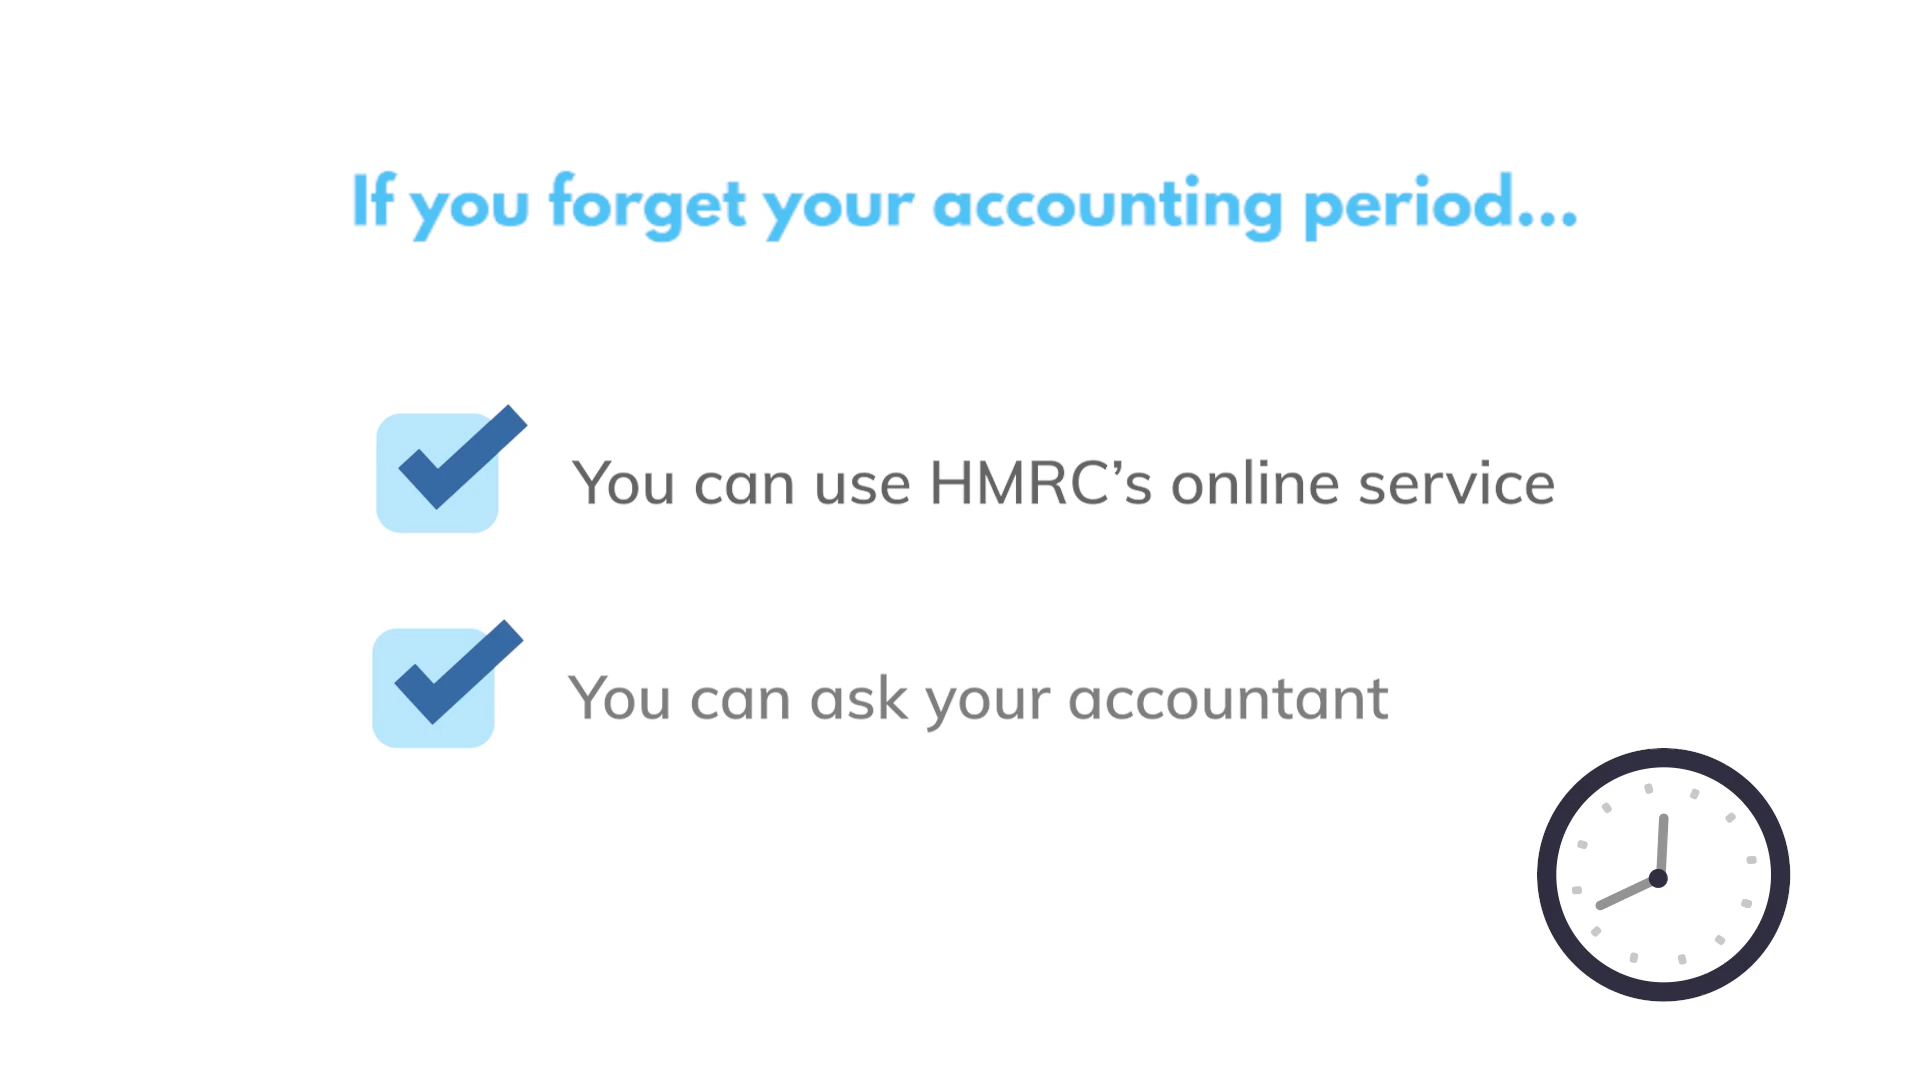 If you forget your accounting period...
You can use HMRC’s online service
You can ask your accountant